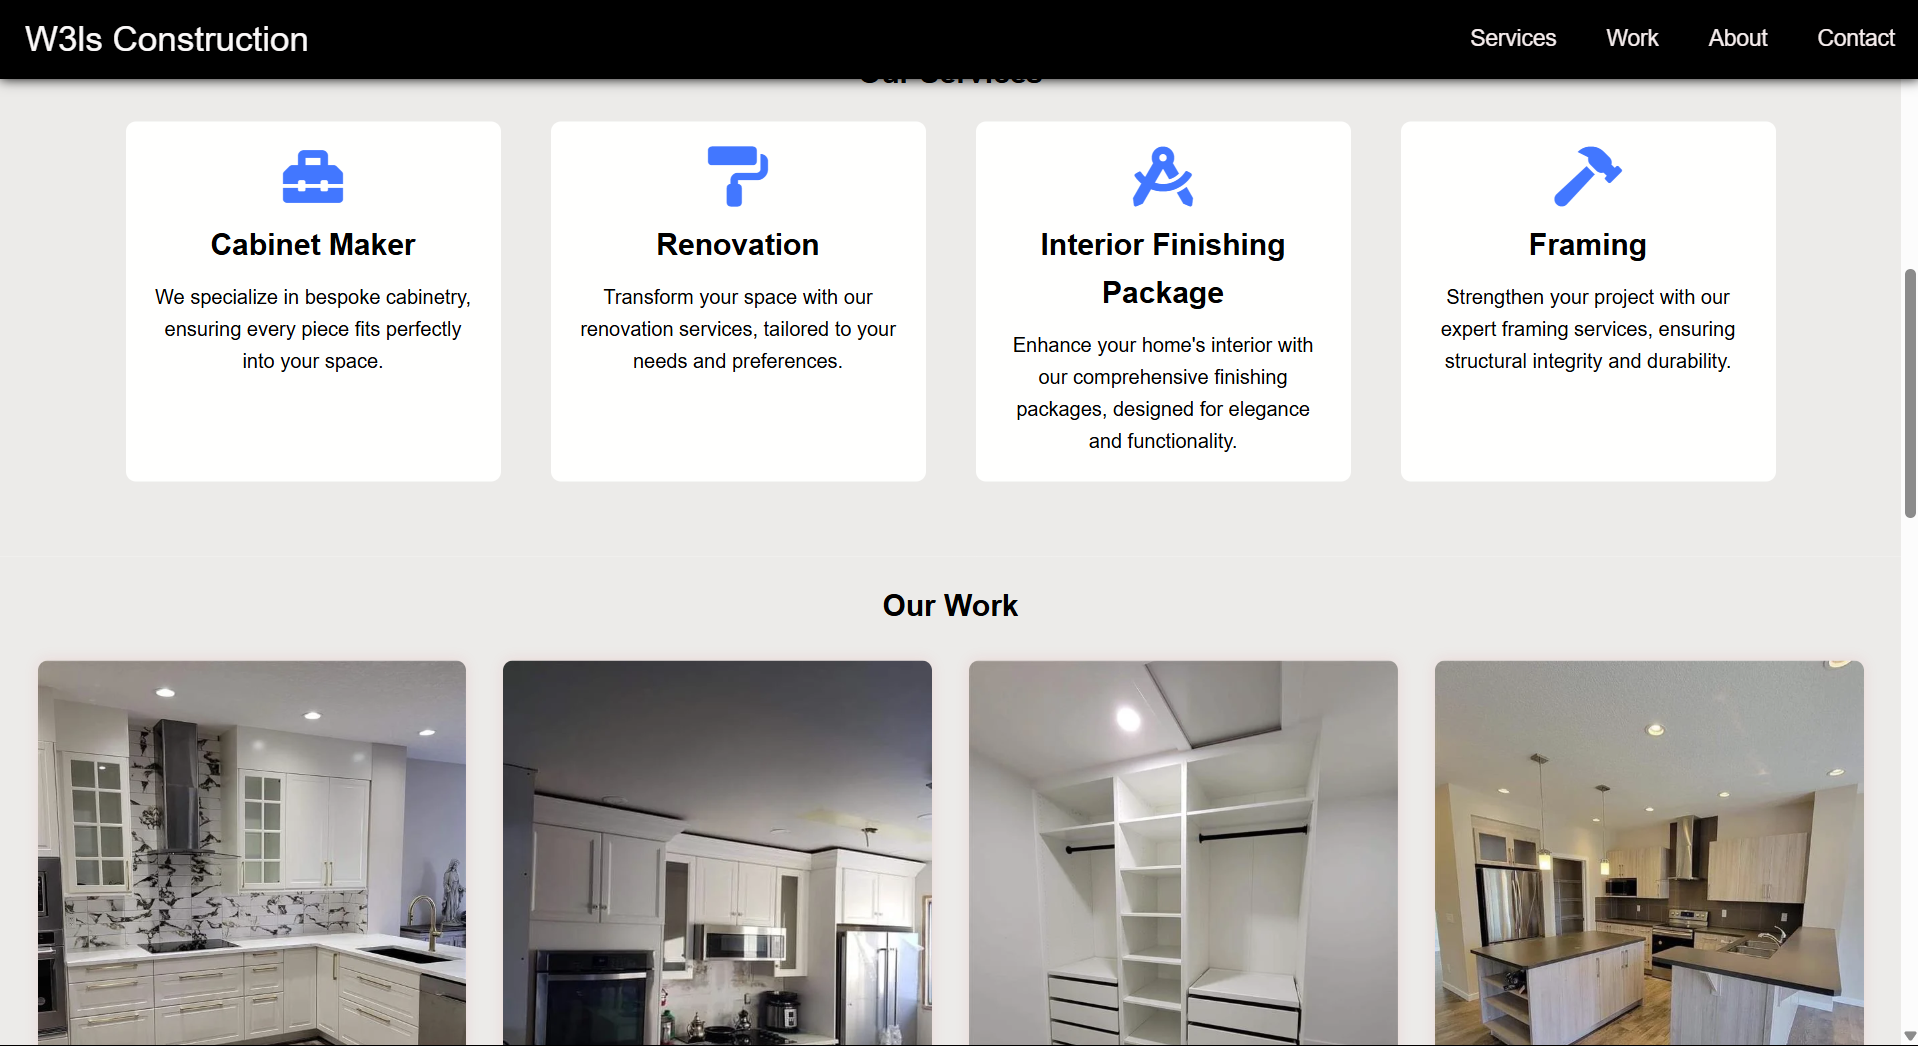 W3ls Construction
Services Work About Contact
Our Services
Cabinet Maker
We specialize in bespoke cabinetry,
ensuring every piece fits perfectly
into your space.
Renovation
Transform your space with our
renovation services, tailored to your
needs and preferences.
Interior Finishing
Package
Enhance your home's interior with
our comprehensive finishing
packages, designed for elegance
and functionality.
Framing
Strengthen your project with our
expert framing services, ensuring
structural integrity and durability.
Our Work